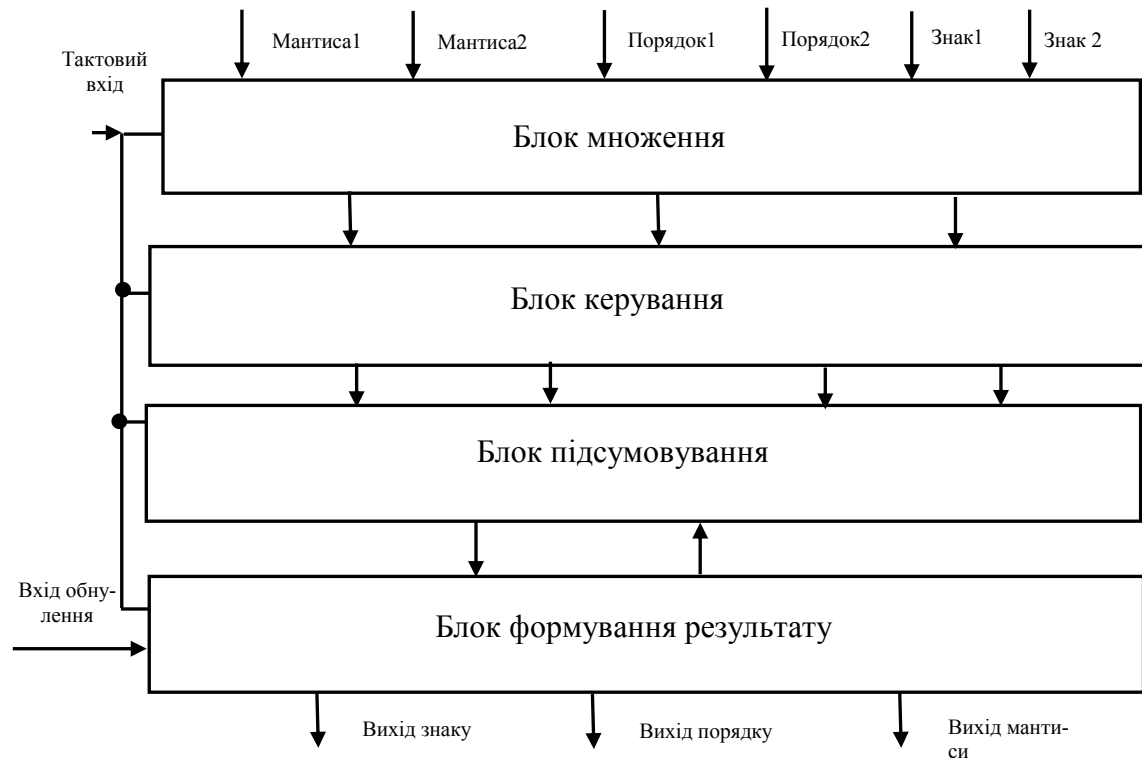 Мантиса1
Мантиса2
Порядок1
Порядок2
Знак1
Знак 2
Тактовий
вхід
Блок множення
Блок керування
Блок підсумовування
Вхід обну-
лення
Блок формування результату
Вихід знаку
Вихід порядку
Вихід манти-
си